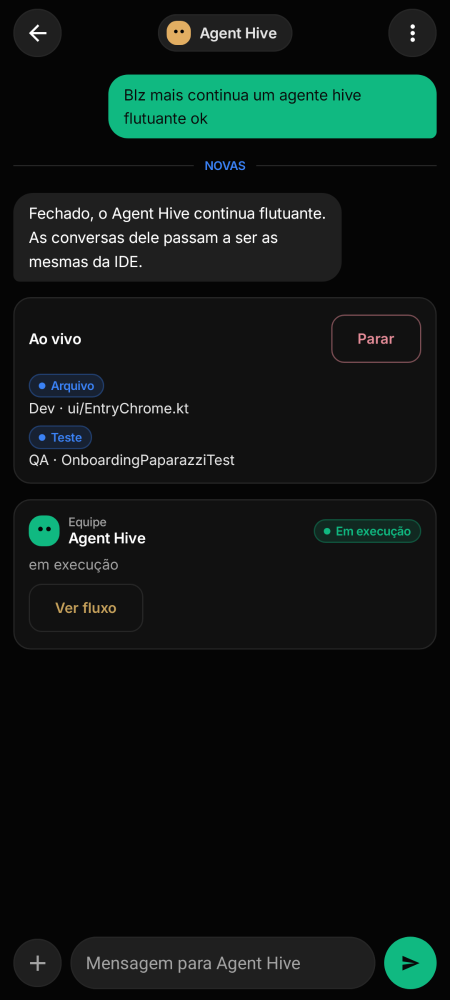 Agent Hive
Blz mais continua um agente hive
flutuante ok
NOVAS
Fechado, o Agent Hive continua flutuante.
As conversas dele passam a ser as
mesmas da IDE.
Ao vivo
Parar
Arquivo
Dev · ui/EntryChrome.kt
Teste
QA · OnboardingPaparazziTest
Equipe
Agent Hive
Em execução
em execução
Ver fluxo
Mensagem para Agent Hive